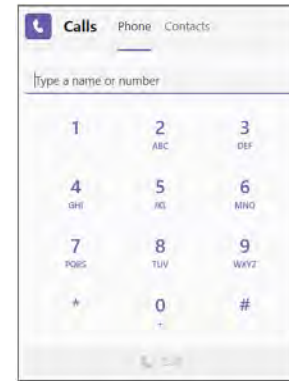 Calls Phone Contacts
Type a name or number
1 2 3
ABC DEF
4 5 6
GHI MNO
7 8 9
PQRS TUV WXYZ
* 0 #
+
Call